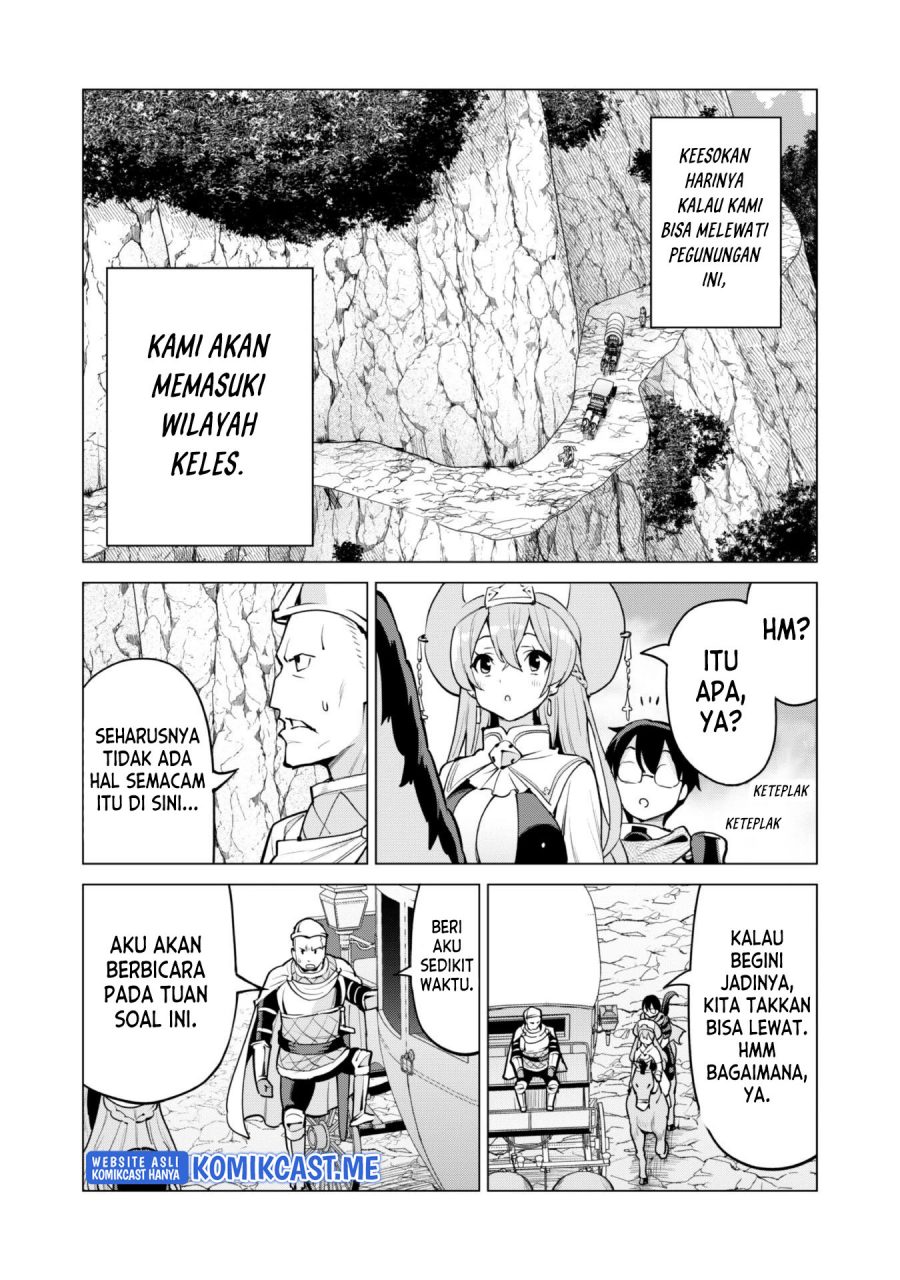 KEESOKAN
HARINYA
KALAU KAMI
BISA MELEWATI
PEGUNUNGAN
INI,
KAMI AKAN
MEMASUKI
WILAYAH
KELES.
HM?
ITU
APA,
YA?
KETEPLAK
KETEPLAK
SEHARUSNYA
TIDAK ADA
HAL SEMACAM
ITU DI SINI...
KALAU
BEGINI
JADINYA,
KITA TAKKAN
BISA LEWAT.
HMM
BAGAIMANA,
YA.
BERI
AKU
SEDIKIT
WAKTU.
AKU AKAN
BERBICARA
PADA TUAN
SOAL INI.
WEBSITE ASLI
KOMIKCAST HANYA
KOMIKCAST.ME